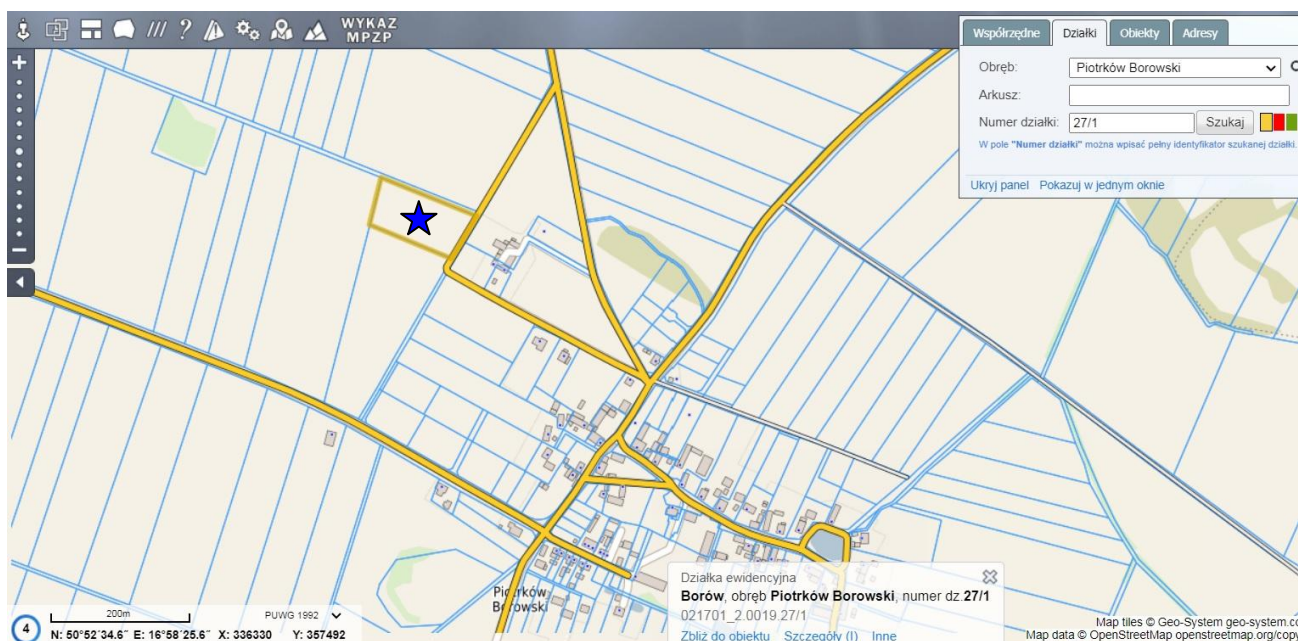 WYKAZ
MPZP
Współrzędne Działki Obiekty Adresy
Obręb: Piotrków Borowski
Arkusz:
Numer działki: 27/1 Szukaj
W pole "Numer działki" można wpisać pełny identyfikator szukanej działki.
Ukryj panel Pokazuj w jednym oknie
Piotrków
Borowski
Działka ewidencyjna
Borów, obręb Piotrków Borowski, numer dz.27/1
021701_2.0019.27/1
Zbliż do obiektu Szczegóły (I) Inne
200m PUWG 1992
4 N: 50°52'34.6" E: 16°58'25.6" X: 336330 Y: 357492
Map tiles © Geo-System geo-system.co
Map data © OpenStreetMap openstreetmap.org/cop